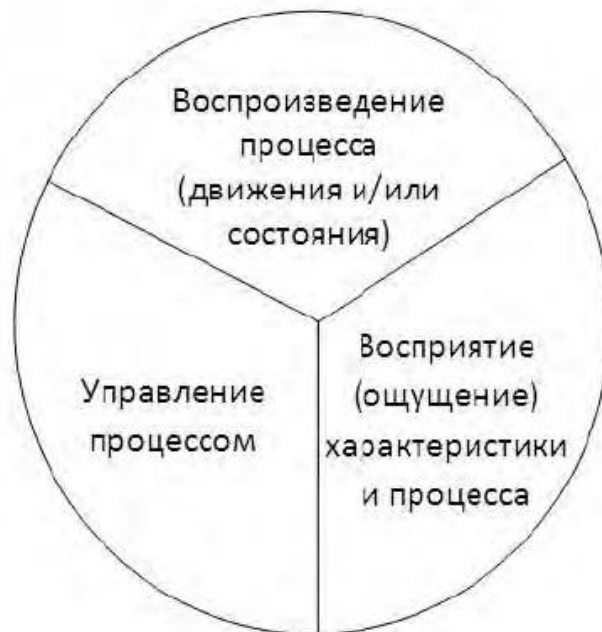 Воспроизведение
процесса
(движения и/или
состояния)
Управление
процессом
Восприятие
(ощущение)
характеристики
и процесса